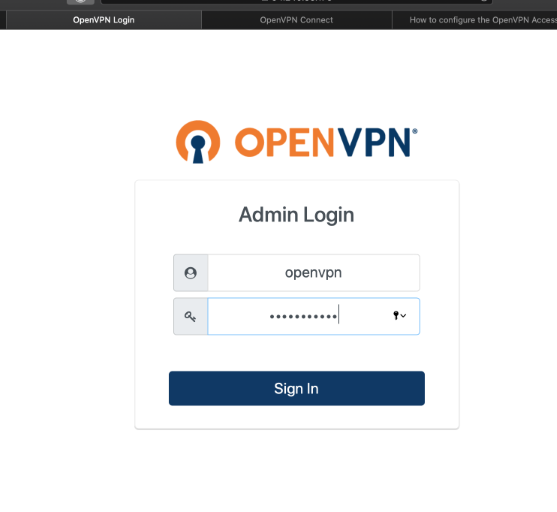 OpenVPN Login
OpenVPN Connect
How to configure the OpenVPN Access
OPENVPN®
Admin Login
openvpn
Sign In